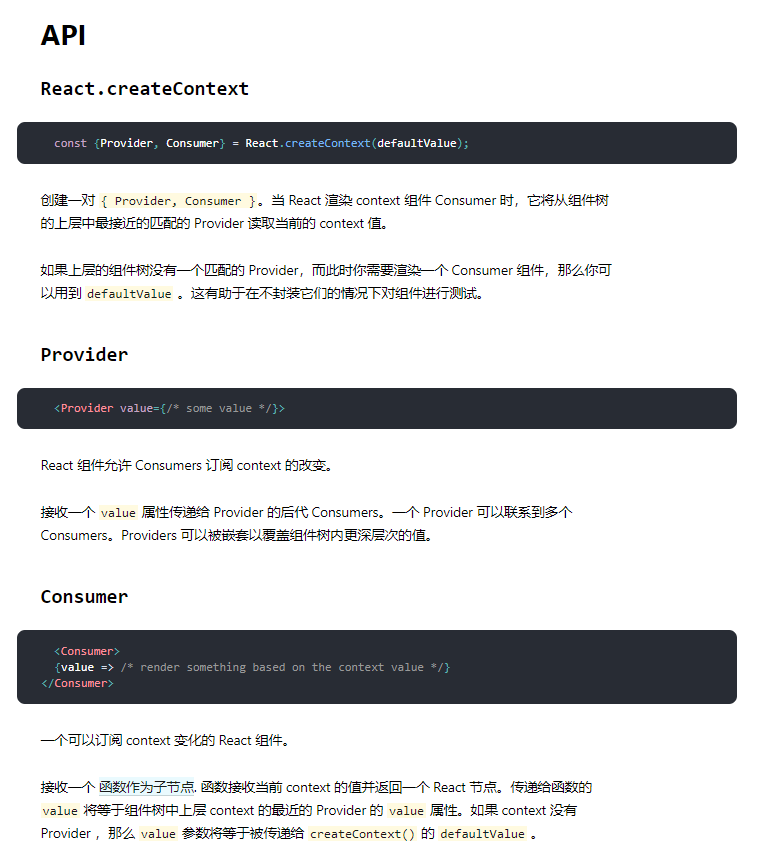 API
React.createContext
const {Provider, Consumer} = React.createContext(defaultValue);
创建一对 { Provider, Consumer }。当 React 渲染 context 组件 Consumer 时，它将从组件树
的上层中最接近的匹配的 Provider 读取当前的 context 值。
如果上层的组件树没有一个匹配的 Provider，而此时你需要渲染一个 Consumer 组件，那么你可
以用到 defaultValue 。这有助于在不封装它们的情况下对组件进行测试。
Provider
<Provider value={/* some value */}>
React 组件允许 Consumers 订阅 context 的改变。
接收一个 value 属性传递给 Provider 的后代 Consumers。一个 Provider 可以联系到多个
Consumers。Providers 可以被嵌套以覆盖组件树内更深层次的值。
Consumer
<Consumer>
{value => /* render something based on the context value */}
</Consumer>
一个可以订阅 context 变化的 React 组件。
接收一个 函数作为子节点. 函数接收当前 context 的值并返回一个 React 节点。传递给函数的
value 将等于组件树中上层 context 的最近的 Provider 的 value 属性。如果 context 没有
Provider ，那么 value 参数将等于被传递给 createContext() 的 defaultValue 。